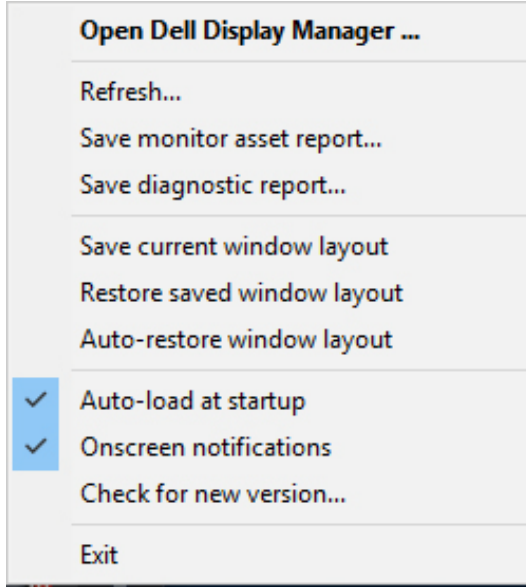 Open Dell Display Manager ...
Refresh...
Save monitor asset report...
Save diagnostic report...
Save current window layout
Restore saved window layout
Auto-restore window layout
Auto-load at startup
Onscreen notifications
Check for new version...
Exit